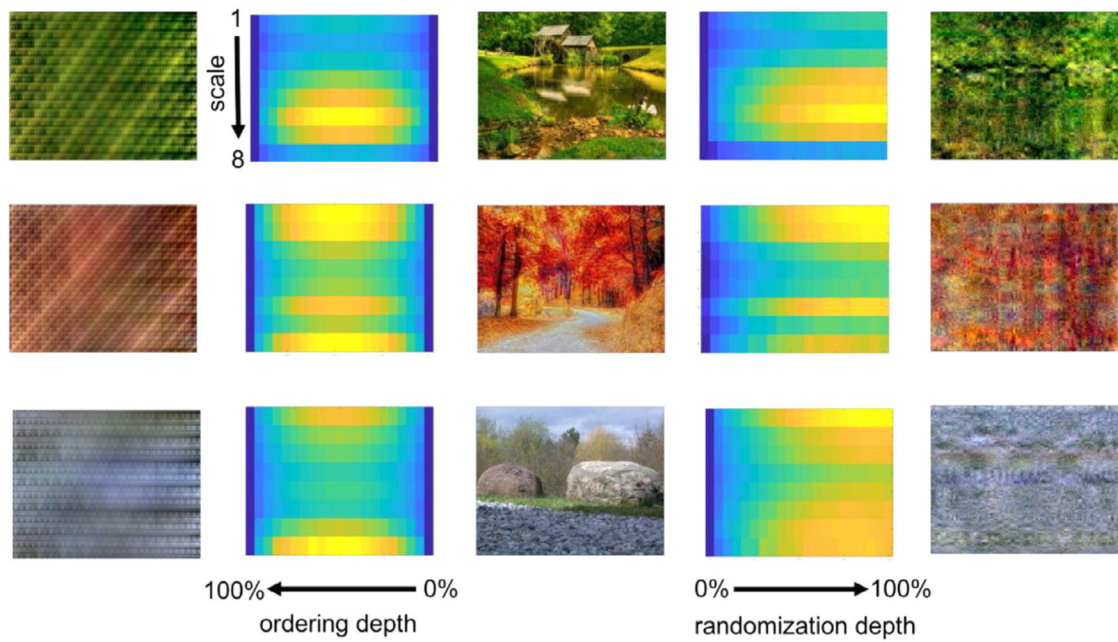 1
scale
8
100% 0%
ordering depth
0% 100%
randomization depth